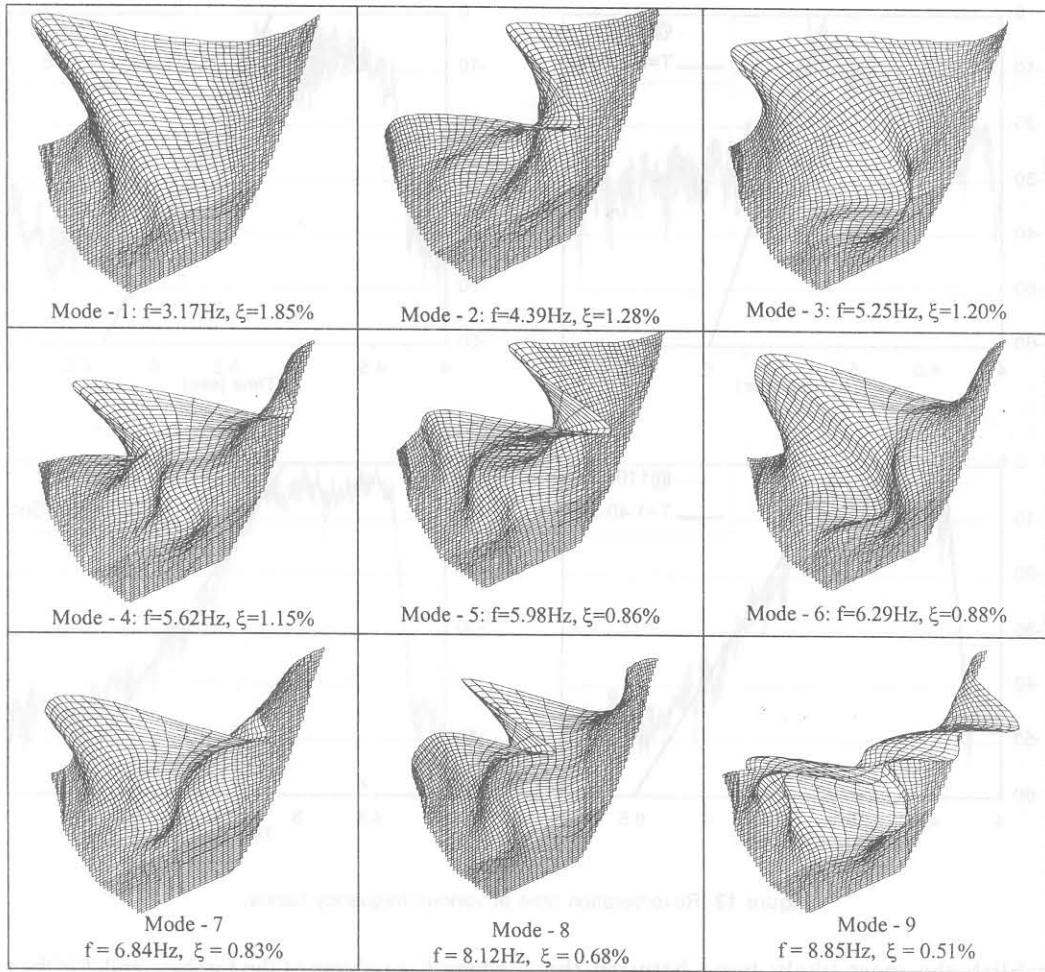 Mode - 1: f=3.17Hz, ξ=1.85%
Mode - 2: f=4.39Hz, ξ=1.28%
Mode - 3: f=5.25Hz, ξ=1.20%
Mode - 4: f=5.62Hz, ξ=1.15%
Mode - 5: f=5.98Hz, ξ=0.86%
Mode - 6: f=6.29Hz, ξ=0.88%
Mode - 7
f = 6.84Hz, ξ = 0.83%
Mode - 8
f = 8.12Hz, ξ = 0.68%
Mode - 9
f = 8.85Hz, ξ = 0.51%